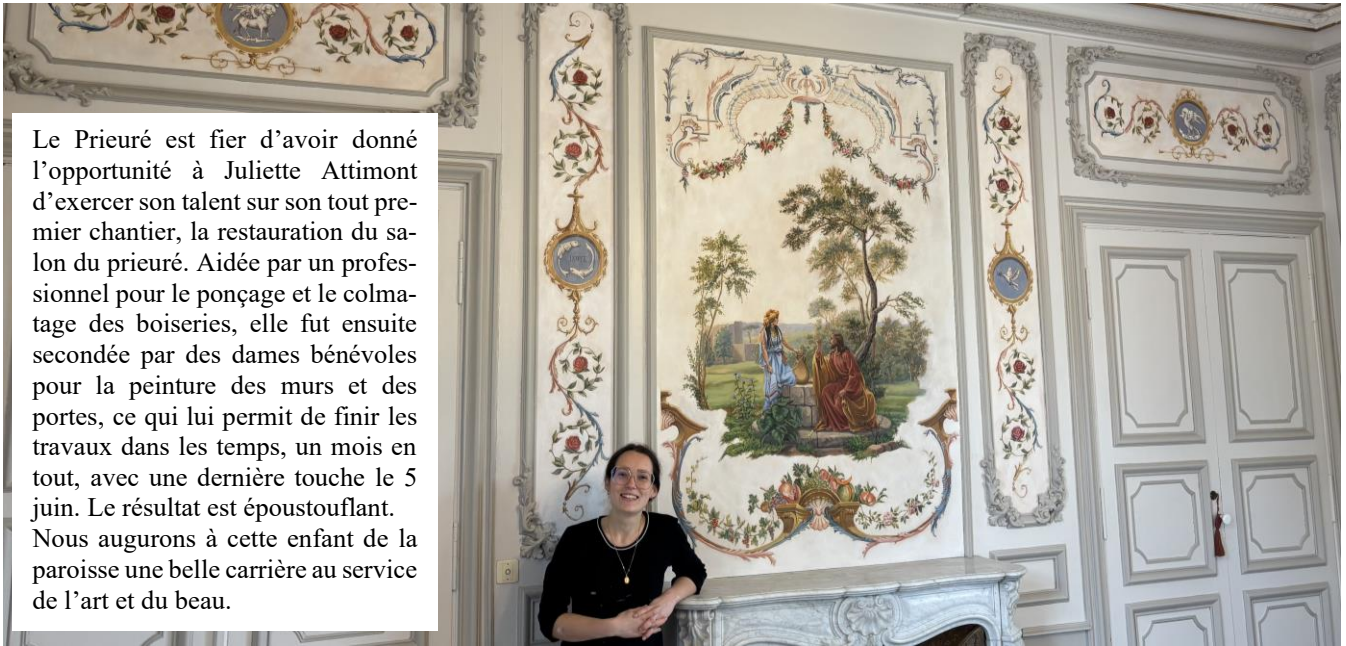 Le Prieuré est fier d’avoir donné
l’opportunité à Juliette Attimont
d’exercer son talent sur son tout pre-
mier chantier, la restauration du sa-
lon du prieuré. Aidée par un profes-
sionnel pour le ponçage et le colma-
tage des boiseries, elle fut ensuite
secondée par des dames bénévoles
pour la peinture des murs et des
portes, ce qui lui permit de finir les
travaux dans les temps, un mois en
tout, avec une dernière touche le 5
juin. Le résultat est époustouflant.
Nous augurons à cette enfant de la
paroisse une belle carrière au service
de l’art et du beau.